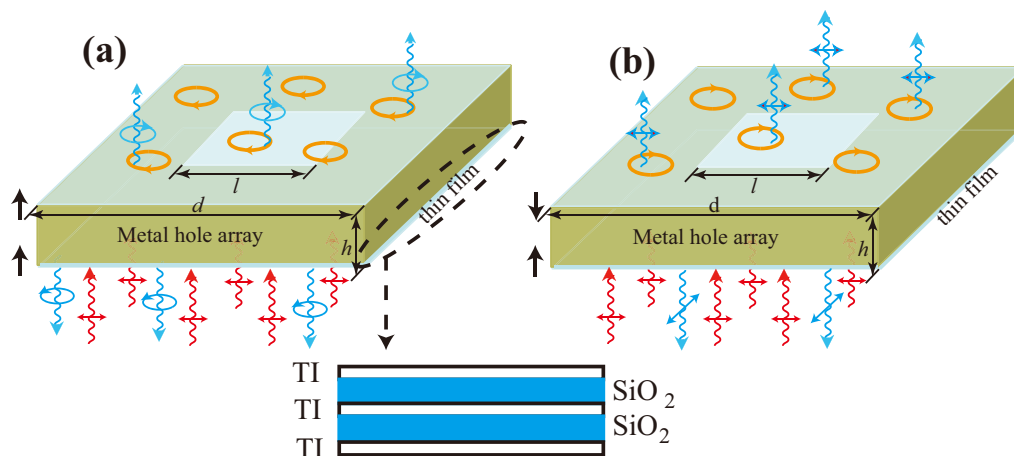 (a)
l
d
Metal hole array
h
thin film
(b)
l
d
Metal hole array
h
thin film
TI
SiO2
TI
SiO2
TI